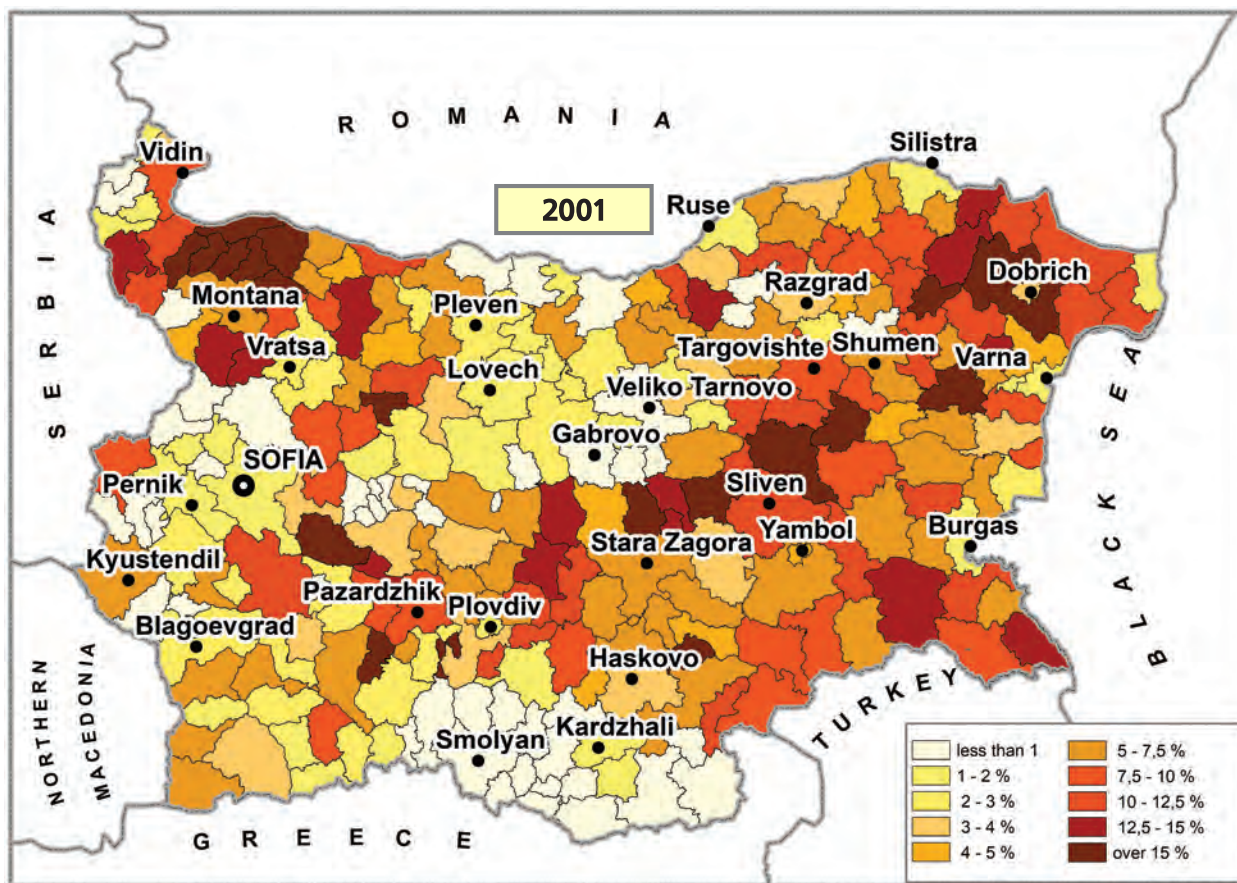 R O M A N I A
Silistra
Vidin
2001
Ruse
S E R B I A
Dobrich
Razgrad
Montana
Pleven
Targovishte
Shumen
Varna
Vratsa
Lovech
Veliko Tarnovo
B L A C K S E A
Gabrovo
SOFIA
Pernik
Sliven
Burgas
Yambol
Stara Zagora
Kyustendil
Pazardzhik
Plovdiv
Blagoevgrad
Haskovo
NORTHERN
MACEDONIA
T U R K E Y
Kardzhali
Smolyan
G R E E C E
less than 1
1 - 2 %
2 - 3 %
3 - 4 %
4 - 5 %
5 - 7,5 %
7,5 - 10 %
10 - 12,5 %
12,5 - 15 %
over 15 %